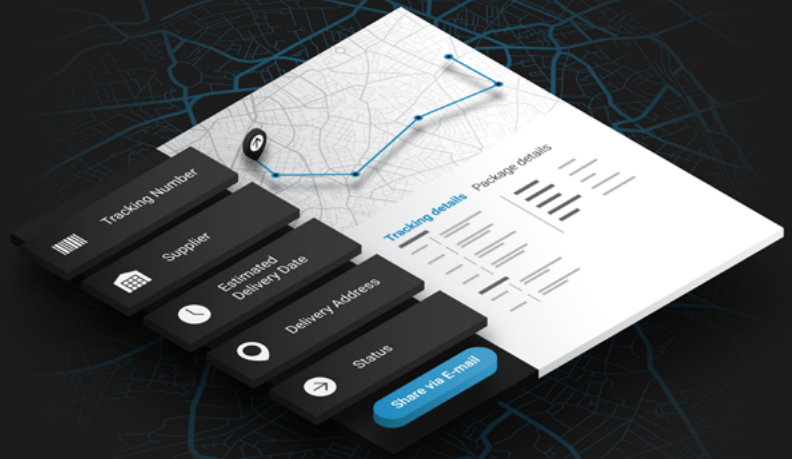 Tracking Number
Supplier
Estimated
Delivery Date
Delivery Address
Status
Share via E-mail
Tracking details
Package details